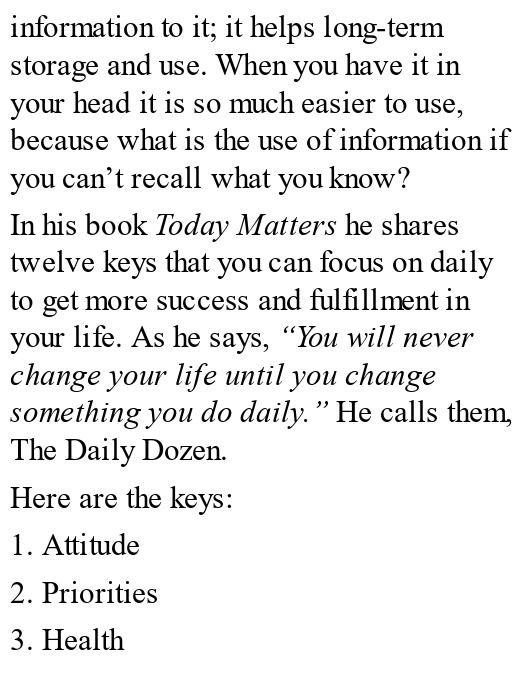 information to it; it helps long-term
storage and use. When you have it in
your head it is so much easier to use,
because what is the use of information if
you can’t recall what you know?
In his book Today Matters he shares
twelve keys that you can focus on daily
to get more success and fulfillment in
your life. As he says, “You will never
change your life until you change
something you do daily.” He calls them,
The Daily Dozen.
Here are the keys:
1. Attitude
2. Priorities
3. Health